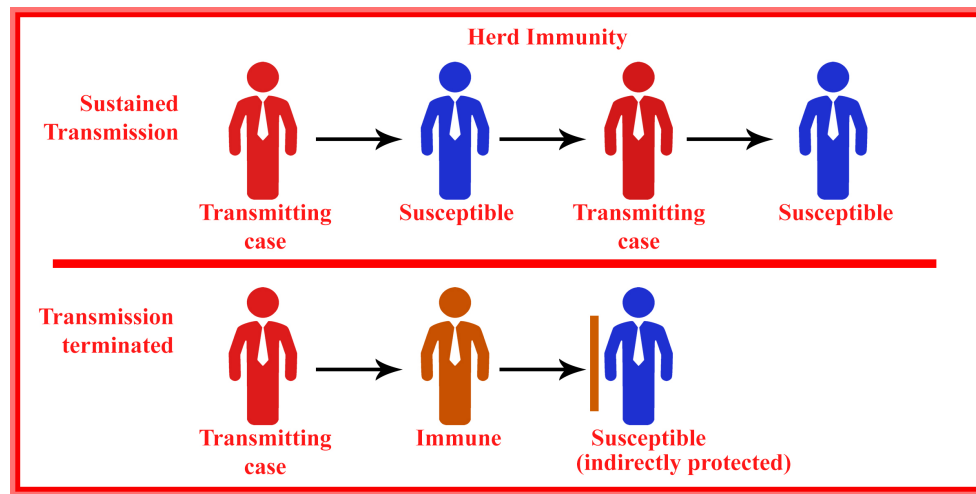 Herd Immunity
Sustained
Transmission
Transmitting
case
Susceptible
Transmitting
case
Susceptible
Transmission
terminated
Transmitting
case
Immune
Susceptible
(indirectly protected)